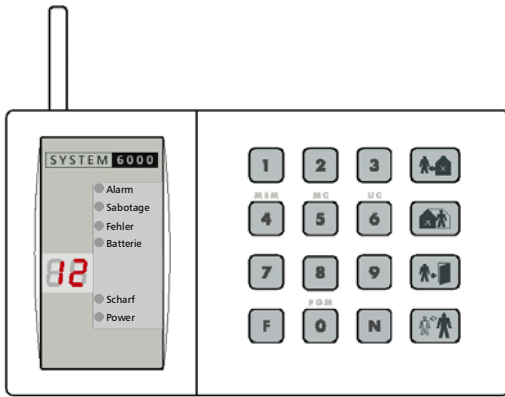 SYSTEM 6000
Alarm
Sabotage
Fehler
Batterie
12
Scharf
Power
1 2 3
MSM MC UC
4 5 6
7 8 9
PGM
F 0 N